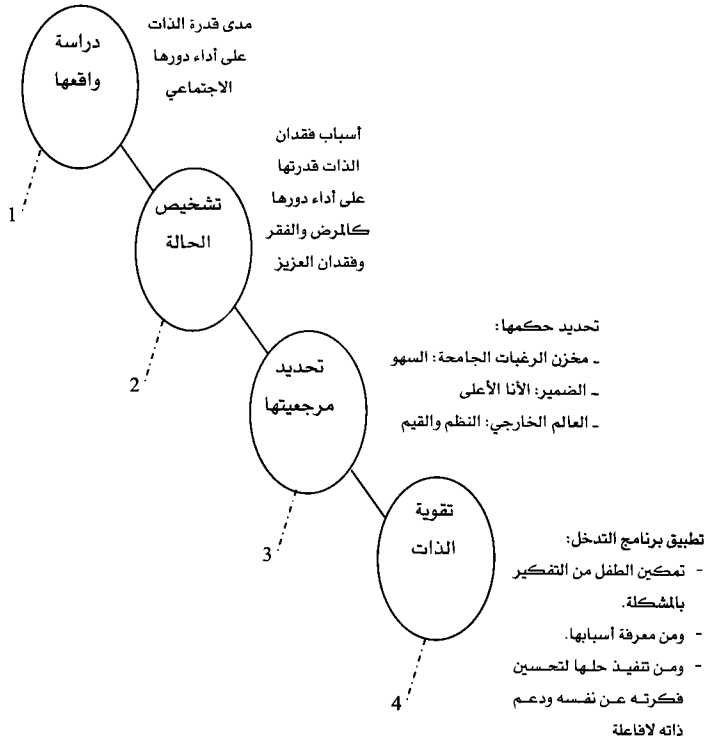 دراسة
واقعها
مدى قدرة الذات
على أداء دورها
الاجتماعي
1
تشخيص
الحالة
أسباب فقدان
الذات قدرتها
على أداء دورها
كالمرض والفقر
وفقدان العزيز
2
تحديد
مرجعيتها
تحديد حكمها:
ـ مخزن الرغبات الجامحة: السهو
ـ الضمير: الأنا الأعلى
ـ العالم الخارجي: النظم والقيم
3
تقوية
الذات
تطبيق برنامج التدخل:
- تمكين الطفل من التفكير
بالمشكلة.
- ومن معرفة أسبابها.
- ومن تنفيذ حلها لتحسين
فكرته عن نفسه ودعم
ذاته لافاعلة
4